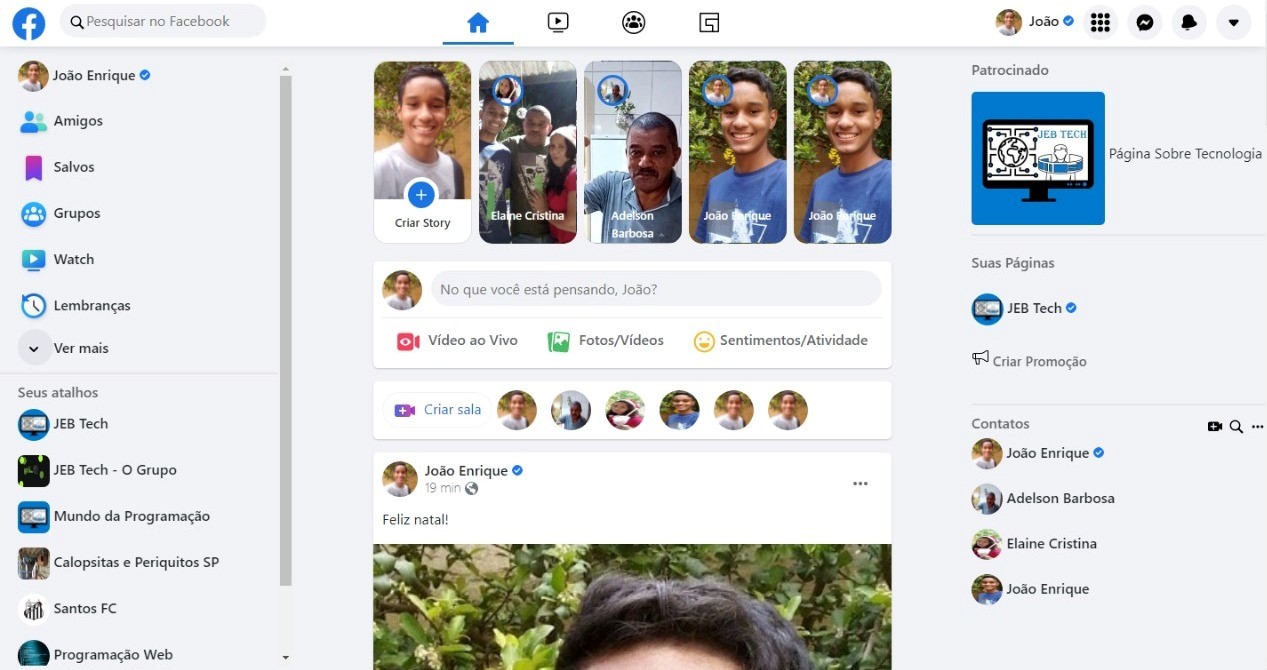 Pesquisar no Facebook
João
João Enrique
Amigos
Salvos
Grupos
Watch
Lembranças
Ver mais
Seus atalhos
JEB Tech
JEB Tech - O Grupo
Mundo da Programação
Calopsitas e Periquitos SP
Santos FC
Programação Web
Criar Story
Elaine Cristina
Adelson
Barbosa
João Enrique
João Enrique
No que você está pensando, João?
Vídeo ao Vivo
Fotos/Vídeos
Sentimentos/Atividade
Criar sala
João Enrique
19 min
Feliz natal!
Patrocinado
JEB TECH
Página Sobre Tecnologia
Suas Páginas
JEB Tech
Criar Promoção
Contatos
João Enrique
Adelson Barbosa
Elaine Cristina
João Enrique